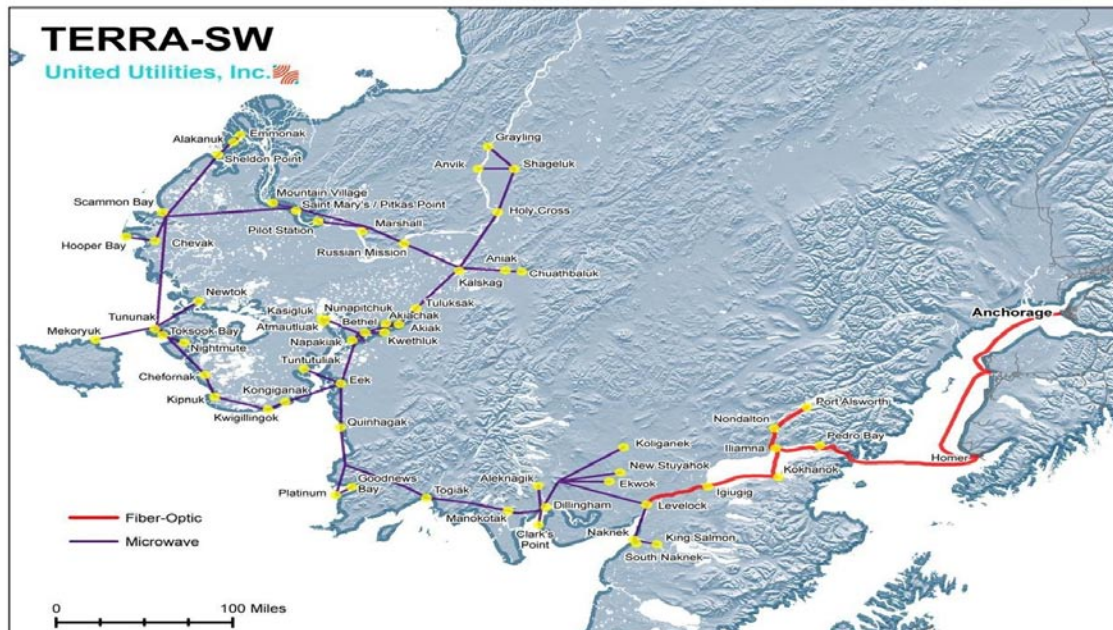 TERRA-SW
United Utilities, Inc.
Emmonak
Alakanuk
Sheldon Point
Grayling
Anvik
Shageluk
Mountain Village
Scammon Bay
Saint Mary's / Pitkas Point
Holy Cross
Pilot Station
Marshall
Hooper Bay
Chevak
Russian Mission
Aniak
Chuathbaluk
Kalskag
Newtok
Nunapitchuk
Tuluksak
Kasigluk
Akiachak
Tununak
Bethel
Anchorage
Atmautluak
Akiak
Mekoryuk
Toksook Bay
Napakiak
Kwethluk
Nightmute
Tuntutuliak
Chefornak
Eek
Kongiganak
Kipnuk
Port Alsworth
Kwigillingok
Nondalton
Quinhagak
Koliganek
Iliamna
Pedro Bay
Homer
New Stuyahok
Aleknagik
Kokhanok
Goodnews
Bay
Ekwok
Platinum
Togiak
Igiugig
Dillingham
Levelock
Manokotak
Fiber-Optic
Clark's
Point
Naknek
King Salmon
Microwave
South Naknek
0
100 Miles